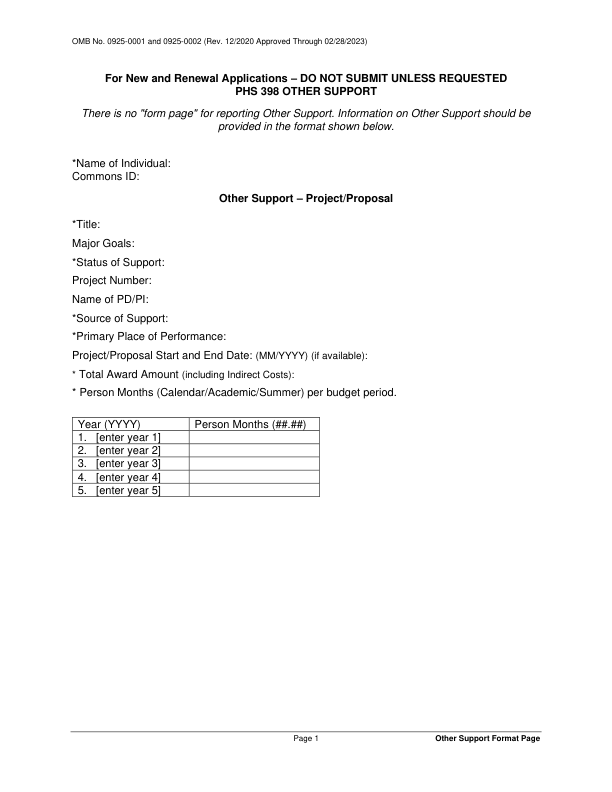 OMB No. 0925-0001 and 0925-0002 (Rev. 12/2020 Approved Through 02/28/2023)
For New and Renewal Applications – DO NOT SUBMIT UNLESS REQUESTED
PHS 398 OTHER SUPPORT
There is no "form page" for reporting Other Support. Information on Other Support should be
provided in the format shown below.
*Name of Individual:
Commons ID:
Other Support – Project/Proposal
*Title:
Major Goals:
*Status of Support:
Project Number:
Name of PD/PI:
*Source of Support:
*Primary Place of Performance:
Project/Proposal Start and End Date: (MM/YYYY) (if available):
* Total Award Amount (including Indirect Costs):
* Person Months (Calendar/Academic/Summer) per budget period.
Year (YYYY) Person Months (##.##)
1. [enter year 1]
2. [enter year 2]
3. [enter year 3]
4. [enter year 4]
5. [enter year 5]
Page 1 Other Support Format Page